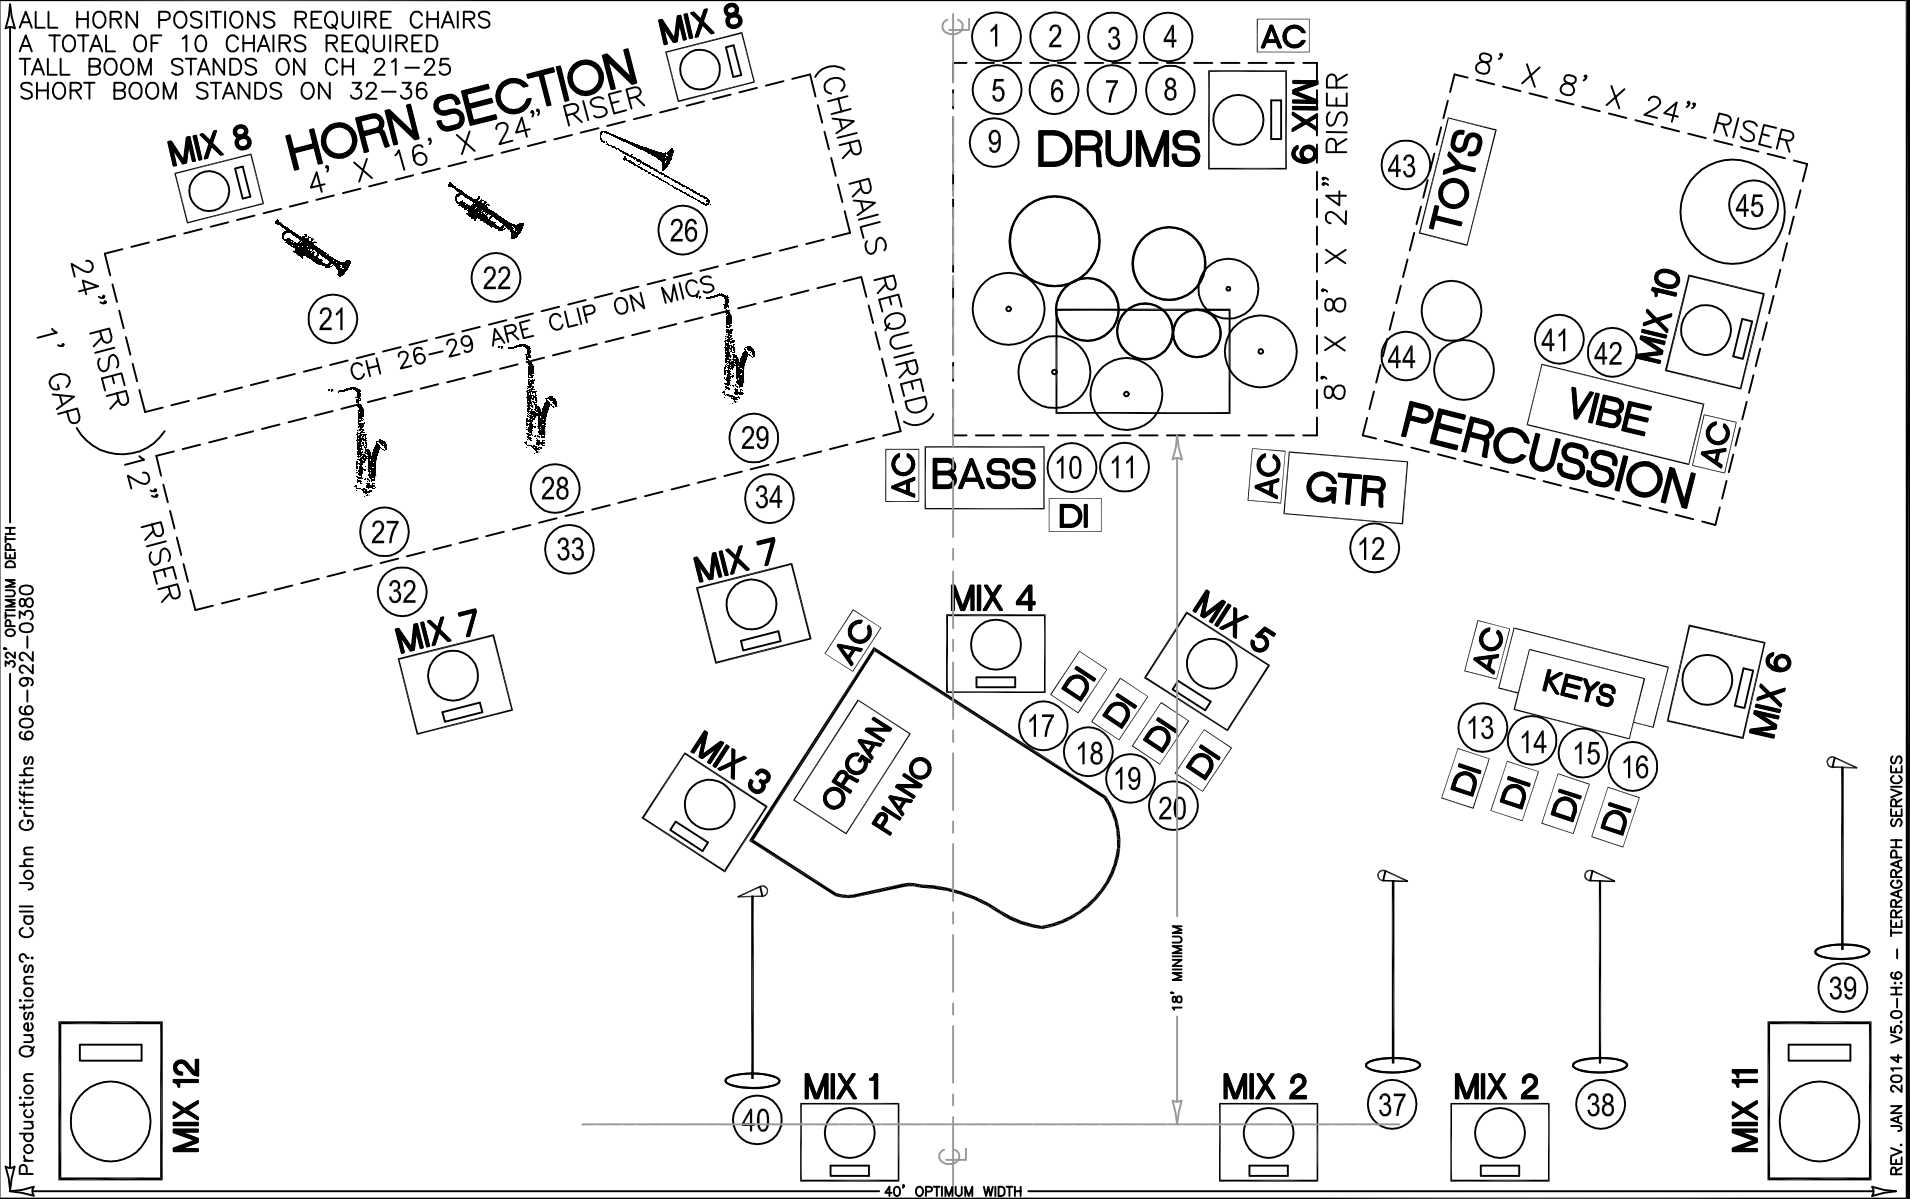 ALL HORN POSITIONS REQUIRE CHAIRS
A TOTAL OF 10 CHAIRS REQUIRED
TALL BOOM STANDS ON CH 21-25
SHORT BOOM STANDS ON 32-36
HORN SECTION
4' X 16' X 24" RISER
MIX 8
MIX 8
(CHAIR RAILS REQUIRED)
24" RISER
1' GAP
12" RISER
21
22
26
CH 26-29 ARE CLIP ON MICS
27
28
29
32
33
34
MIX 7
MIX 7
℄
1
2
3
4
AC
5
6
7
8
9
DRUMS
MIX 9
8' X 8' X 24" RISER
8' X 8' X 24" RISER
43
TOYS
45
MIX 10
44
41
42
VIBE
AC
PERCUSSION
AC
BASS
10
11
DI
AC
GTR
12
MIX 4
MIX 5
AC
ORGAN
PIANO
MIX 3
DI
DI
DI
DI
17
18
19
20
AC
KEYS
MIX 6
13
14
15
16
DI
DI
DI
DI
18' MINIMUM
39
40
37
38
MIX 12
MIX 1
MIX 2
MIX 2
MIX 11
℄
40' OPTIMUM WIDTH
32' OPTIMUM DEPTH
Production Questions? Call John Griffiths 606-922-0380
REV. JAN 2014 V5.0-H:6 - TERRAGRAPH SERVICES